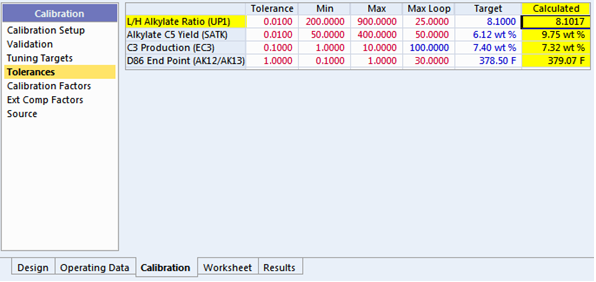 Calibration
Calibration Setup
Validation
Tuning Targets
Tolerances
Calibration Factors
Ext Comp Factors
Source
Tolerance Min Max Max Loop Target Calculated
L/H Alkylate Ratio (UP1) 0.0100 200.0000 900.0000 25.0000 8.1000 8.1017
Alkylate C5 Yield (SATK) 0.0100 50.0000 400.0000 50.0000 6.12 wt % 9.75 wt %
C3 Production (EC3) 0.1000 1.0000 10.0000 100.0000 7.40 wt % 7.32 wt %
D86 End Point (AK12/AK13) 1.0000 0.1000 1.0000 30.0000 378.50 F 379.07 F
Design Operating Data Calibration Worksheet Results